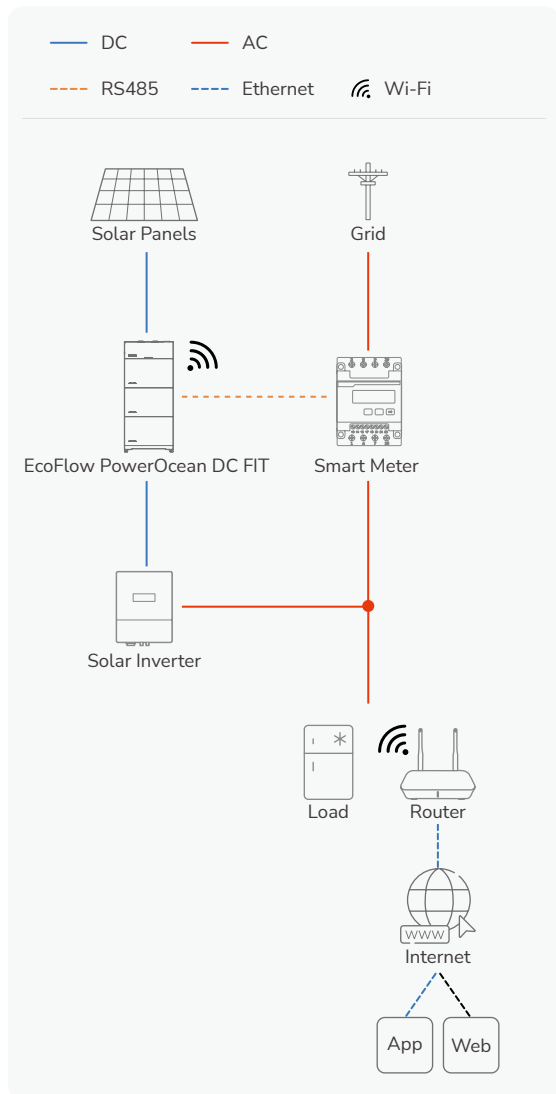 DC
AC
RS485
Ethernet
Wi-Fi
Solar Panels
Grid
EcoFlow PowerOcean DC FIT
Smart Meter
Solar Inverter
Load
Router
WWW
Internet
App
Web